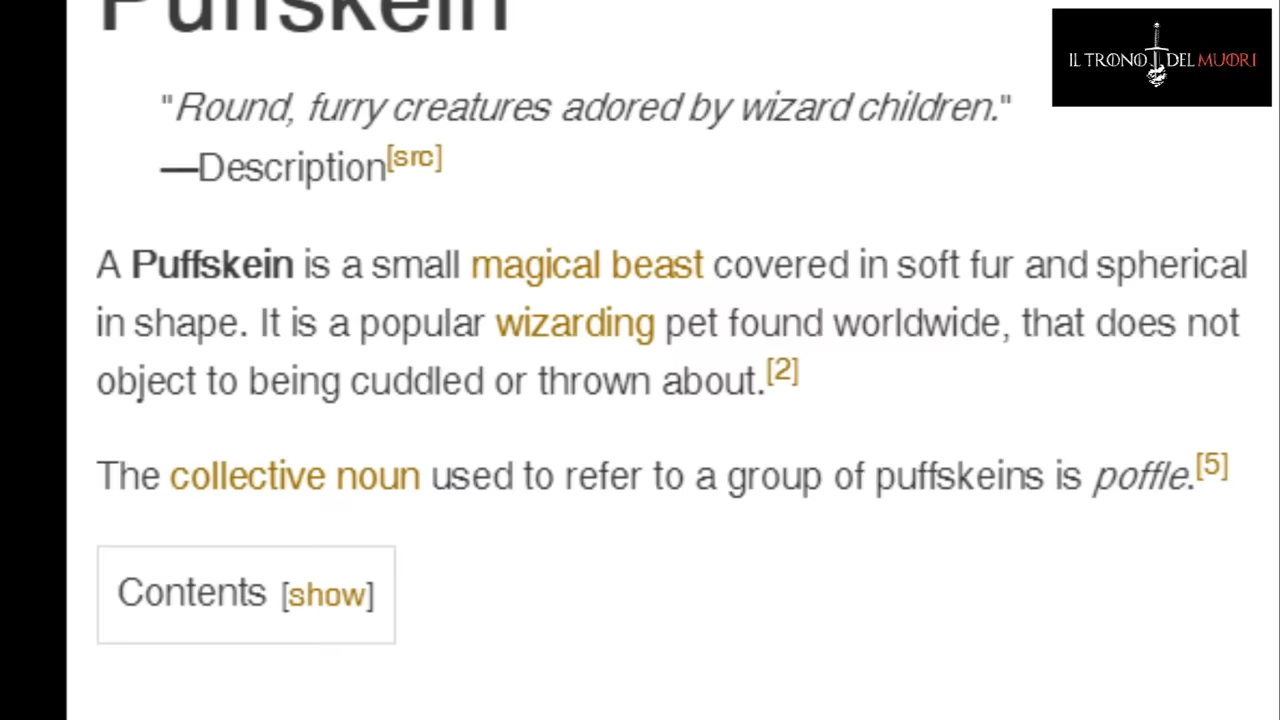 Puffskein
IL TRONO DEL MUORI
"Round, furry creatures adored by wizard children."
—Description[src]
A Puffskein is a small magical beast covered in soft fur and spherical
in shape. It is a popular wizarding pet found worldwide, that does not
object to being cuddled or thrown about.[2]
The collective noun used to refer to a group of puffskeins is poffle.[5]
Contents [show]